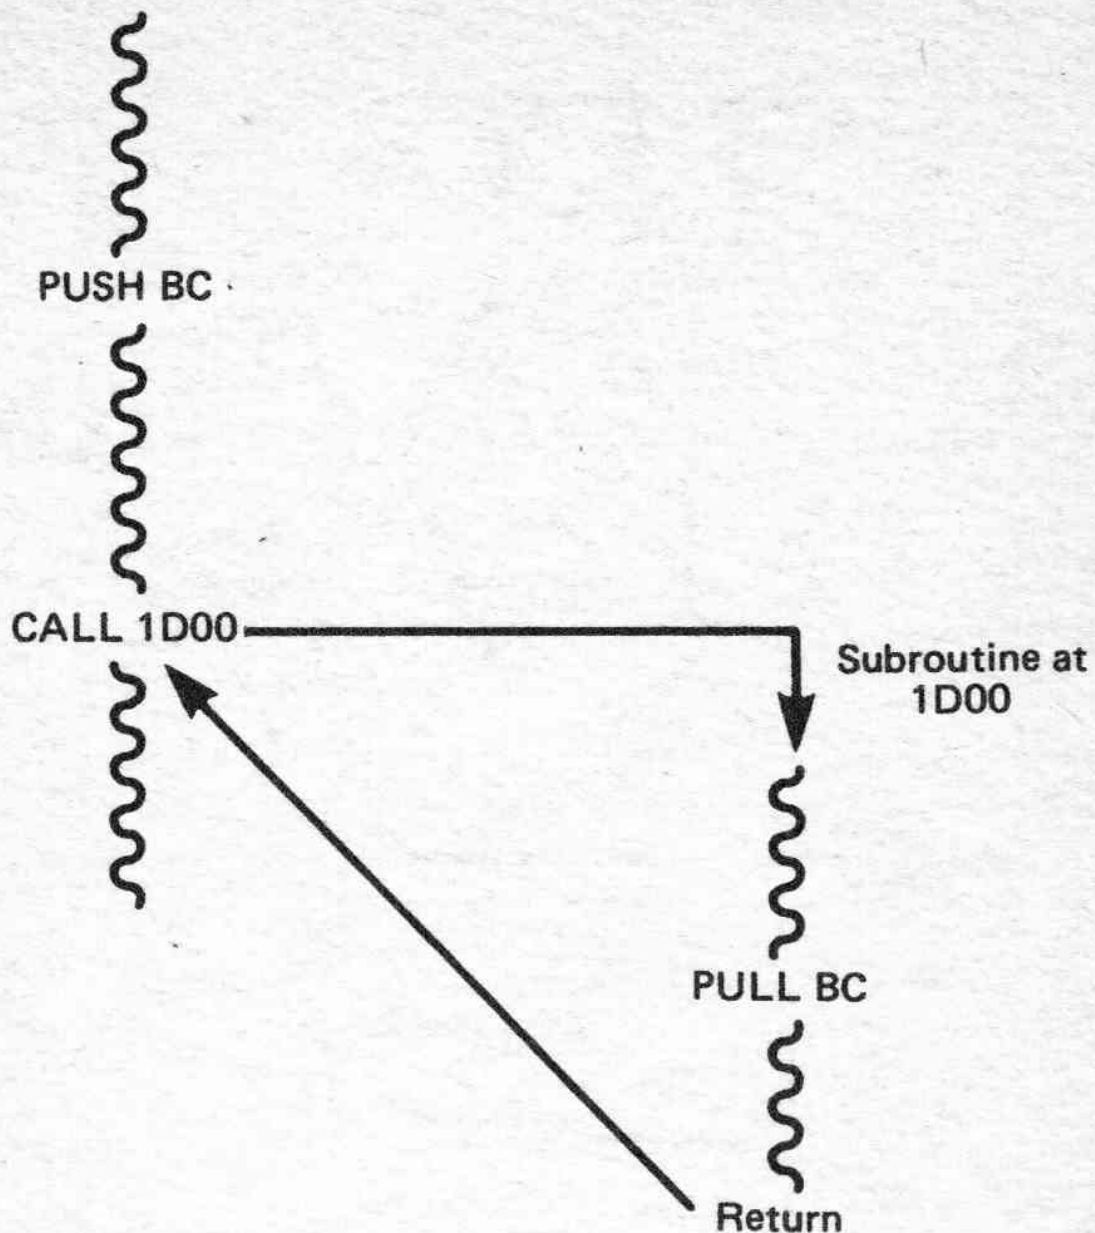 PUSH BC
CALL 1D00
Subroutine at
1D00
PULL BC
Return